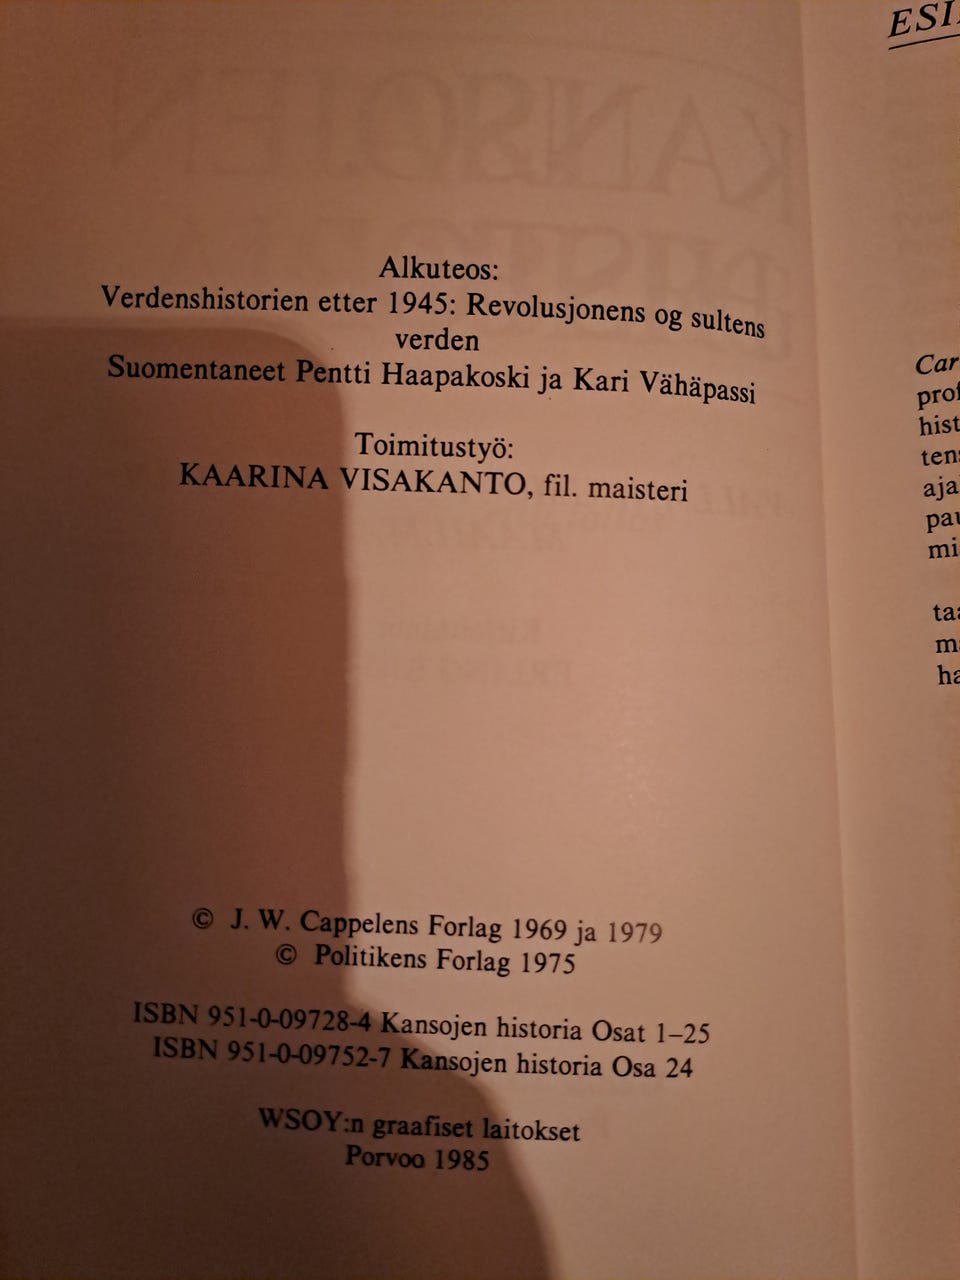 Alkuteos:
Verdenshistorien etter 1945: Revolusjonens og sultens
verden
Suomentaneet Pentti Haapakoski ja Kari Vähäpassi
Toimitustyö:
KAARINA VISAKANTO, fil. maisteri
© J. W. Cappelens Forlag 1969 ja 1979
© Politikens Forlag 1975
ISBN 951-0-09728-4 Kansojen historia Osat 1–25
ISBN 951-0-09752-7 Kansojen historia Osa 24
WSOY:n graafiset laitokset
Porvoo 1985